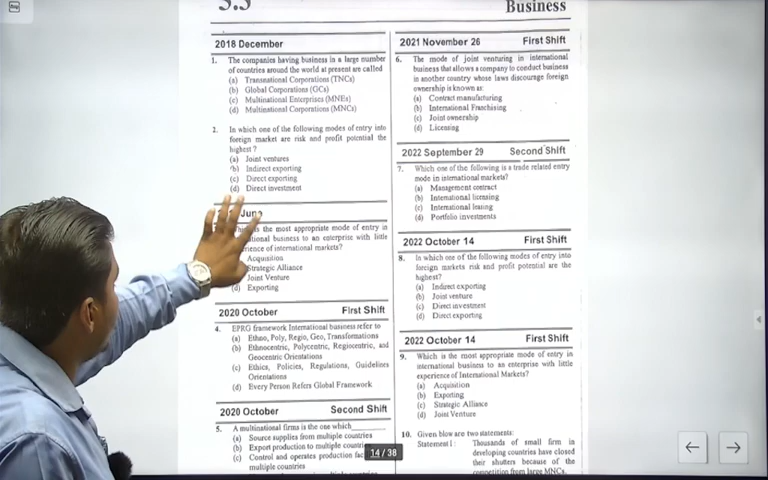 5.5
Business
2018 December
1. The companies having business in a large number
of countries around the world at present are called
(a) Transnational Corporations (TNCs)
(b) Global Corporations (GCs)
(c) Multinational Enterprises (MNEs)
(d) Multinational Corporations (MNCs)
2. In which one of the following modes of entry into
foreign market are risk and profit potential the
highest?
(a) Joint ventures
(b) Indirect exporting
(c) Direct exporting
(d) Direct investment
June
is the most appropriate mode of entry in
to an enterprise with little
of international markets?
Acquisition
Strategic Alliance
Joint Venture
(d) Exporting
2020 October First Shift
4. EPRG framework International business refer to
(a) Ethno, Poly, Regio, Geo, Transformations
(b) Ethnocentric, Polycentric, Regiocentric, and
Geocentric Orientations
(c) Ethics, Policies, Regulations, Guidelines
Orientations
(d) Every Person Refers Global Framework
2020 October Second Shift
5. A multinational firms is the one which________
(a) Source supplies from multiple countries
(b) Export production to multiple
(c) Control and operates production
multiple countries
2021 November 26 First Shift
6. The mode of joint venturing in international
business that allows a company to conduct business
in another country whose laws discourage foreign
ownership is known as:
(a) Contract manufacturing
(b) International Franchising
(c) Joint ownership
(d) Licensing
2022 September 29 Second Shift
7. Which one of the following is a trade related entry
mode in international markets?
(a) Management contract
(b) International licensing
(c) International leasing
(d) Portfolio investments
2022 October 14 First Shift
8. In which one of the following modes of entry into
foreign markets risk and profit potential are the
highest?
(a) Indirect exporting
(b) Joint venture
(c) Direct investment
(d) Direct exporting
2022 October 14 First Shift
9. Which is the most appropriate mode of entry in
international business to an enterprise with little
experience of International Markets?
(a) Acquisition
(b) Exporting
(c) Strategic Alliance
(d) Joint Venture
10. Given blow are two statements:
Statement I : Thousands of small firm in
developing countries have closed
their shutters because of the
competition from large MNCs.
14 / 38